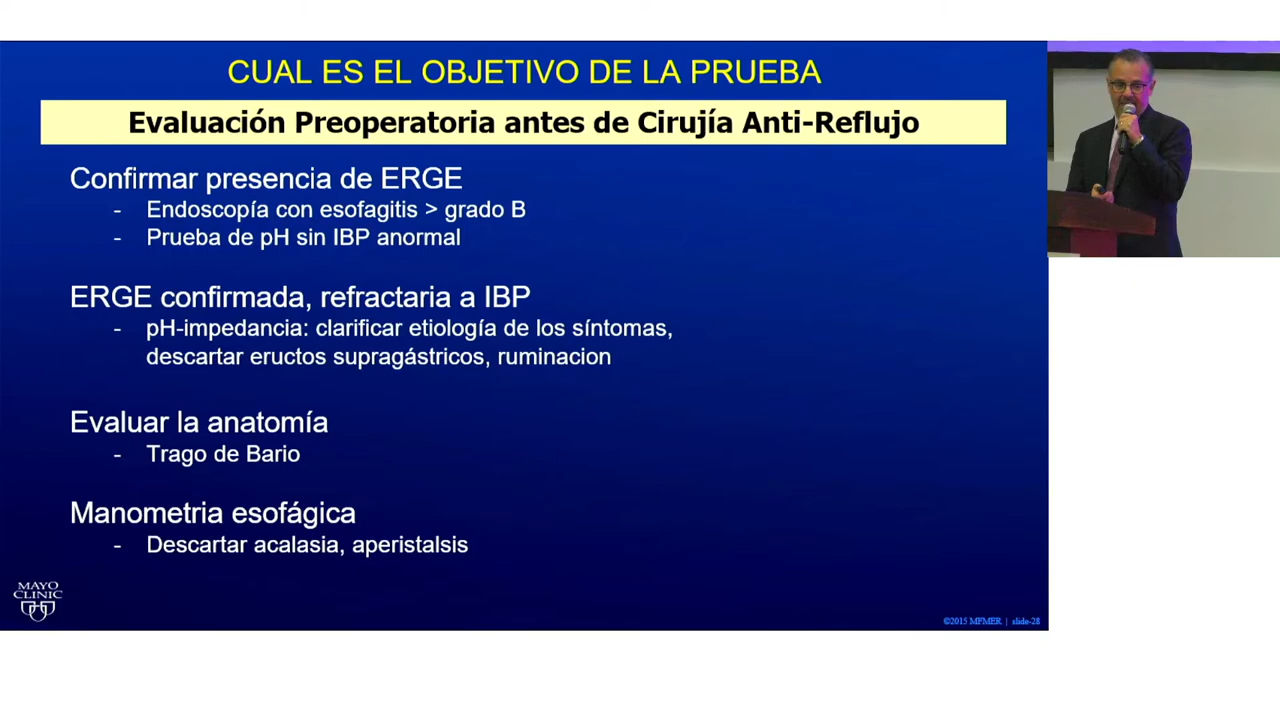 CUAL ES EL OBJETIVO DE LA PRUEBA
Evaluación Preoperatoria antes de Cirujía Anti-Reflujo
Confirmar presencia de ERGE
- Endoscopía con esofagitis > grado B
- Prueba de pH sin IBP anormal
ERGE confirmada, refractaria a IBP
- pH-impedancia: clarificar etiología de los síntomas,
descartar eructos supragástricos, ruminacion
Evaluar la anatomía
- Trago de Bario
Manometria esofágica
- Descartar acalasia, aperistalsis
MAYO
CLINIC
©2015 MFMER | slide-28